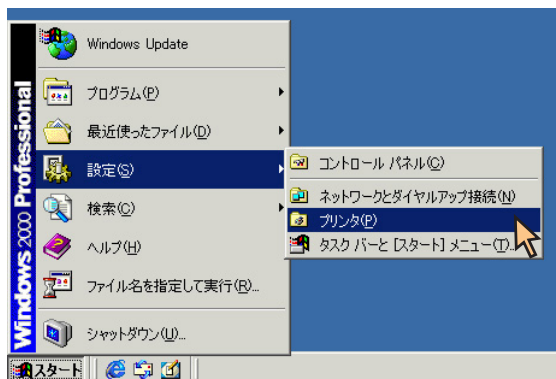 Windows Update
プログラム(P)
最近使ったファイル(D)
設定(S)
検索(C)
ヘルプ(H)
ファイル名を指定して実行(R)...
シャットダウン(U)...
Windows 2000 Professional
コントロール パネル(C)
ネットワークとダイヤルアップ接続(N)
プリンタ(P)
タスク バーと [スタート] メニュー(T)...
スタート